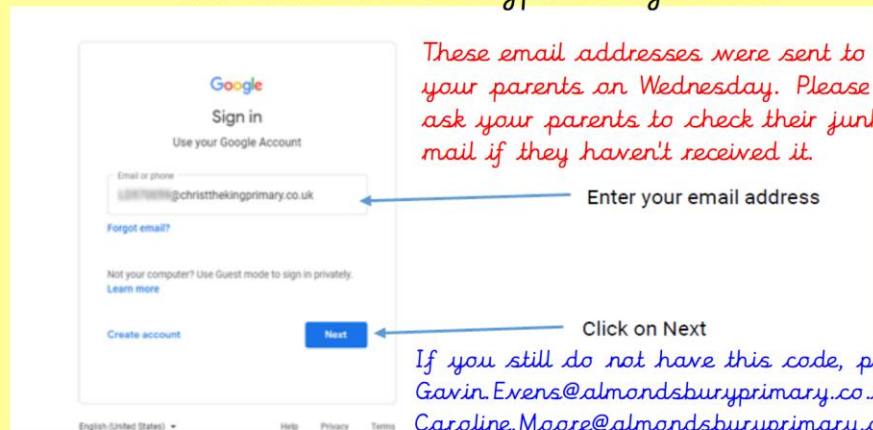 Google
Sign in
Use your Google Account
Email or phone
@christthekingprimary.co.uk
Forgot email?
Not your computer? Use Guest mode to sign in privately.
Learn more
Create account
Next
English (United States)
Help Privacy Terms
These email addresses were sent to
your parents on Wednesday. Please
ask your parents to check their junk
mail if they haven't received it.
Enter your email address
Click on Next
If you still do not have this code, p
Gavin.Evens@almondsburyprimary.co.
Caroline.Moore@almondsburyprimary.c